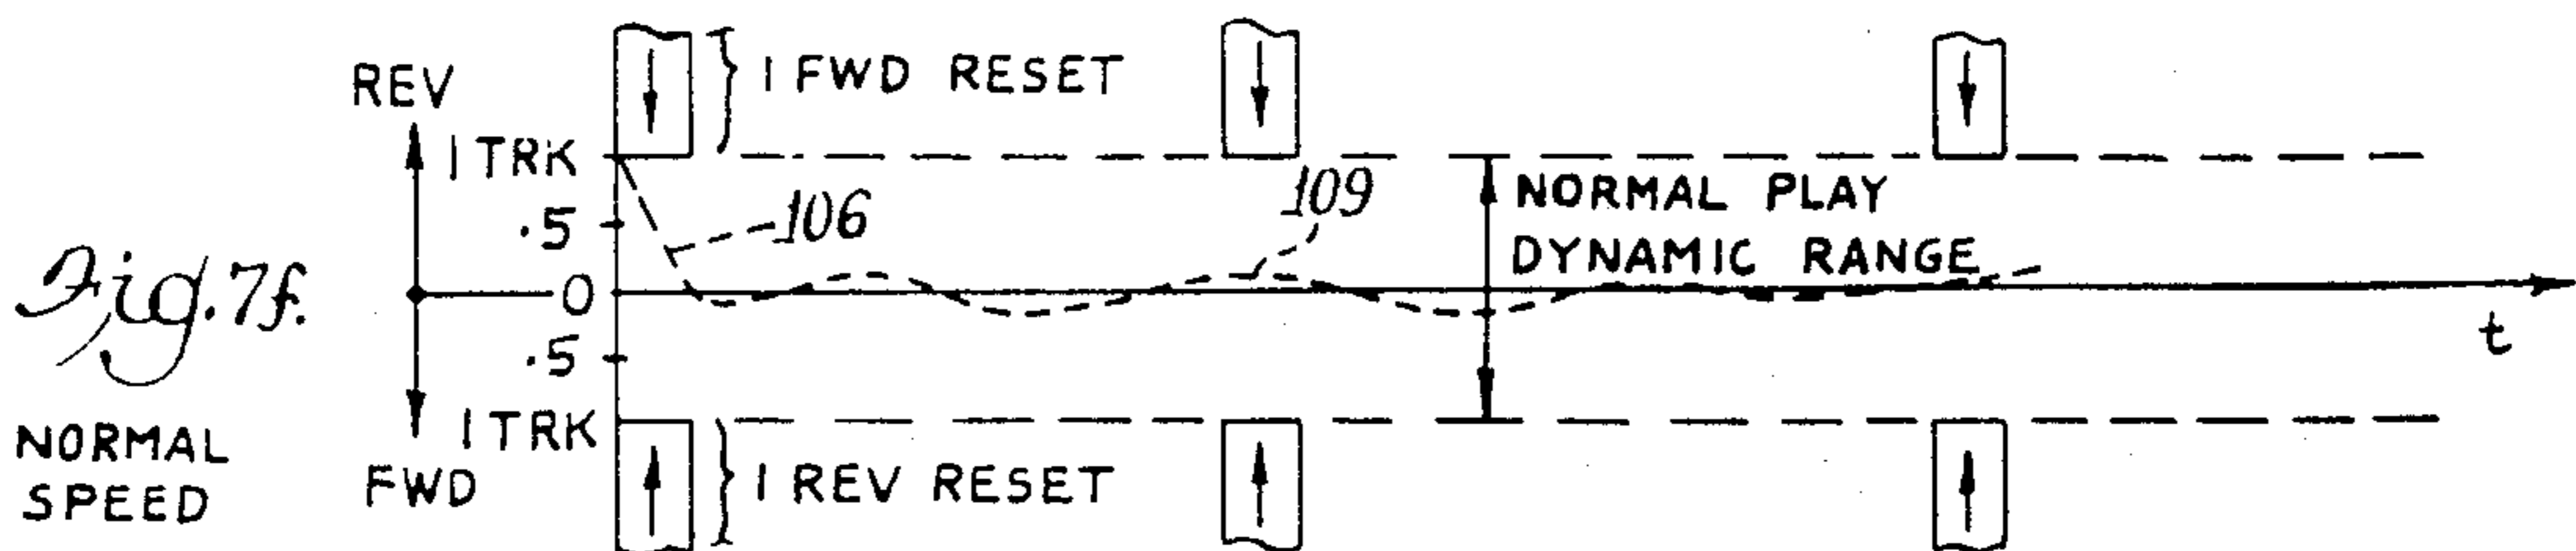 REV
1 FWD RESET
1 TRK
.5
106
109
NORMAL PLAY
DYNAMIC RANGE
0
Fig. 7f.
.5
t
1 TRK
NORMAL
SPEED
FWD
1 REV RESET